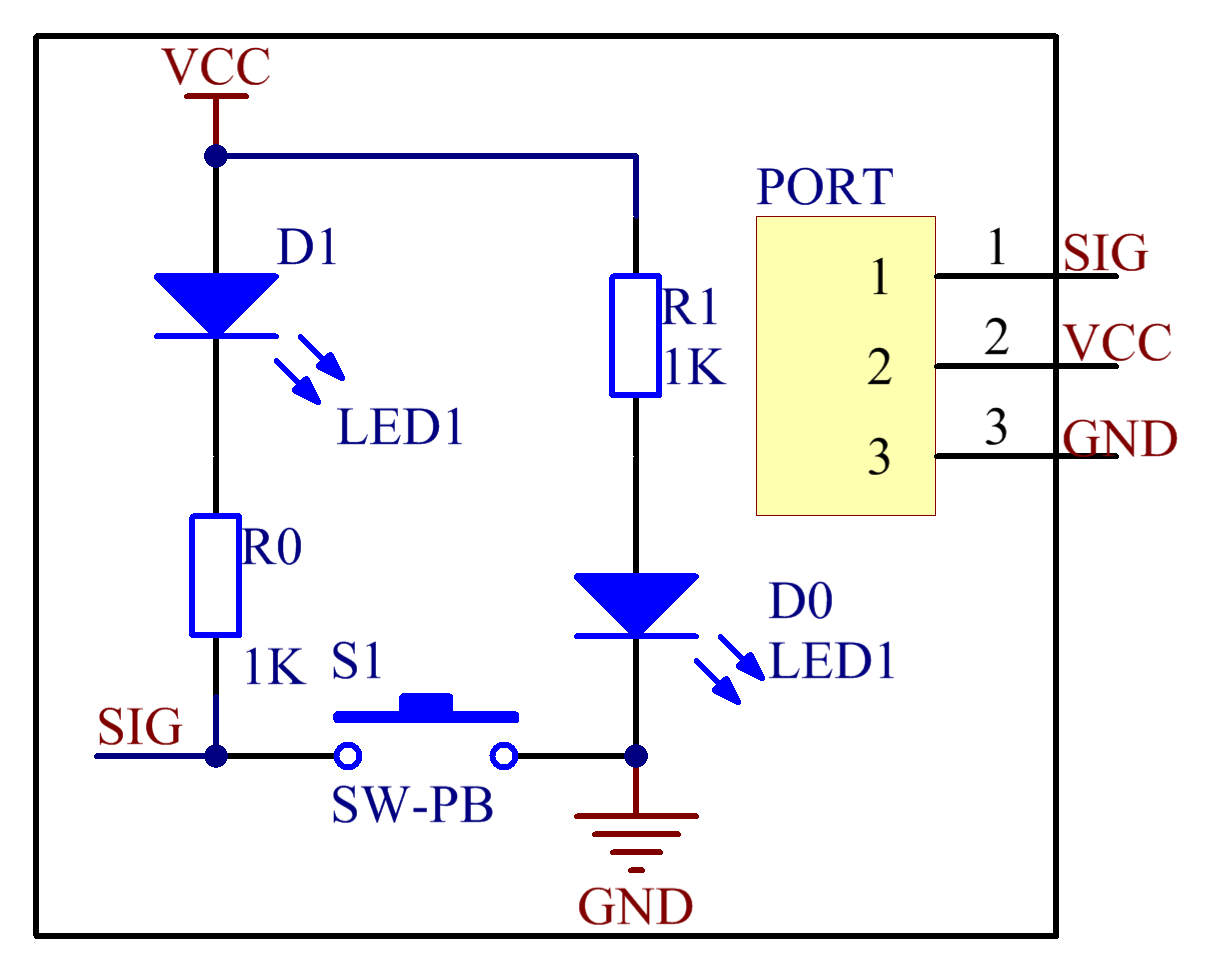 VCC
D1
LED1
R0
1K
SIG
S1
SW-PB
R1
1K
D0
LED1
GND
PORT
1 1 SIG
2 2 VCC
3 3 GND